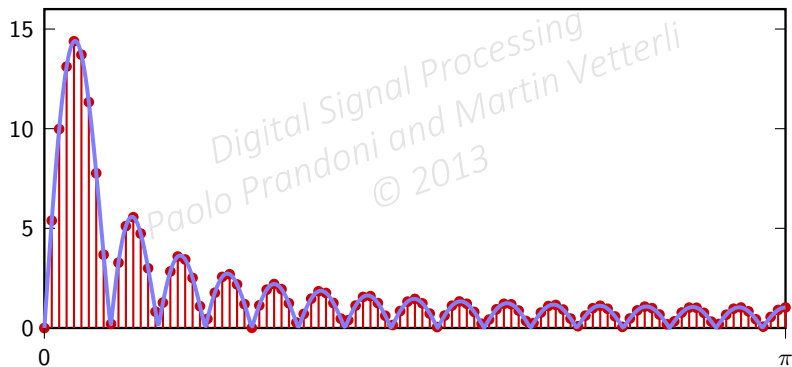 15
10
5
0
0
π
Digital Signal Processing
Paolo Prandoni and Martin Vetterli
© 2013